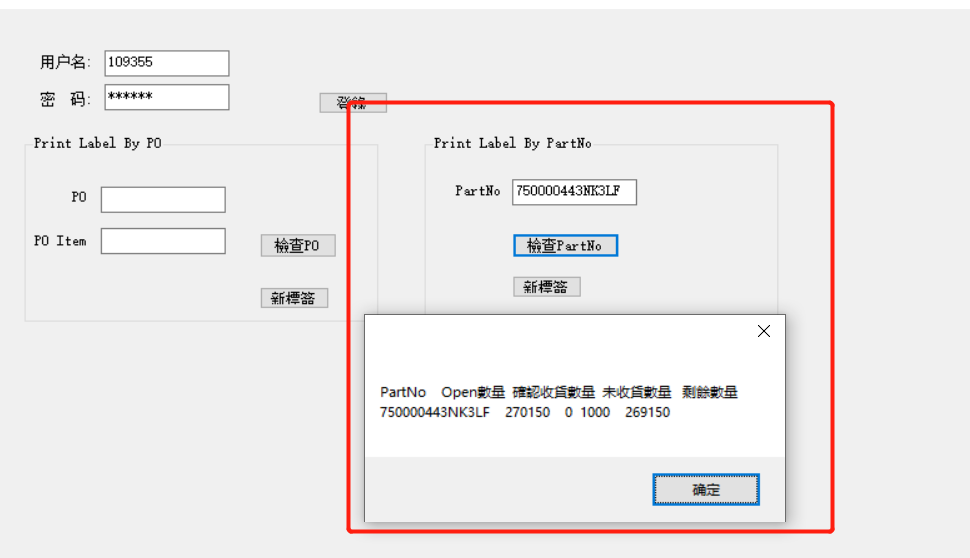 用户名: 109355
密 码: ******
登錄
Print Label By PO
PO
PO Item
檢查PO
新標簽
Print Label By PartNo
PartNo 750000443NK3LF
檢查PartNo
新標簽
PartNo Open數量 確認收貨數量 未收貨數量 剩餘數量
750000443NK3LF 270150 0 1000 269150
确定